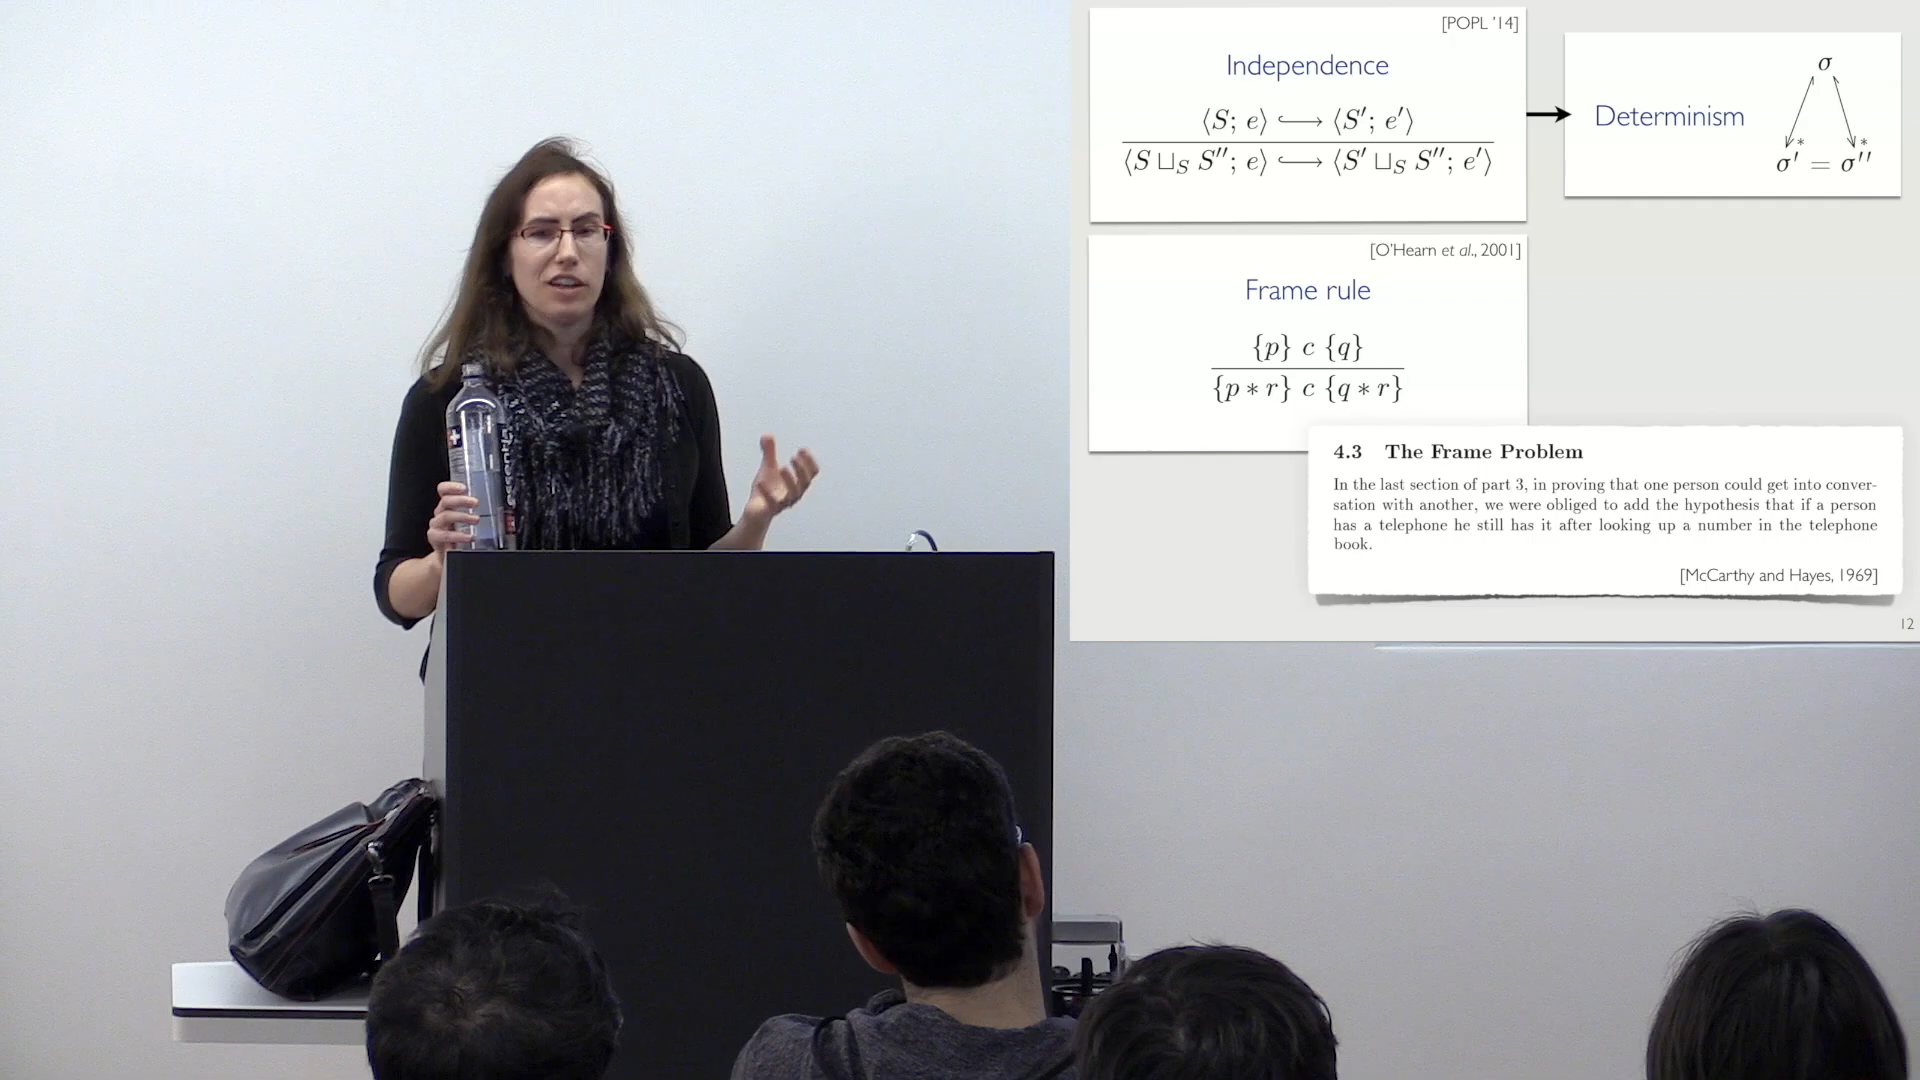 [POPL '14]
Independence
⟨S; e⟩ ↪ ⟨S′; e′⟩
⟨S ⊔_S S″; e⟩ ↪ ⟨S′ ⊔_S S″; e′⟩
Determinism
σ
* *
σ' = σ''
[O'Hearn et al., 2001]
Frame rule
{p} c {q}
{p * r} c {q * r}
4.3 The Frame Problem
In the last section of part 3, in proving that one person could get into conver-
sation with another, we were obliged to add the hypothesis that if a person
has a telephone he still has it after looking up a number in the telephone
book.
[McCarthy and Hayes, 1969]
12
essentia